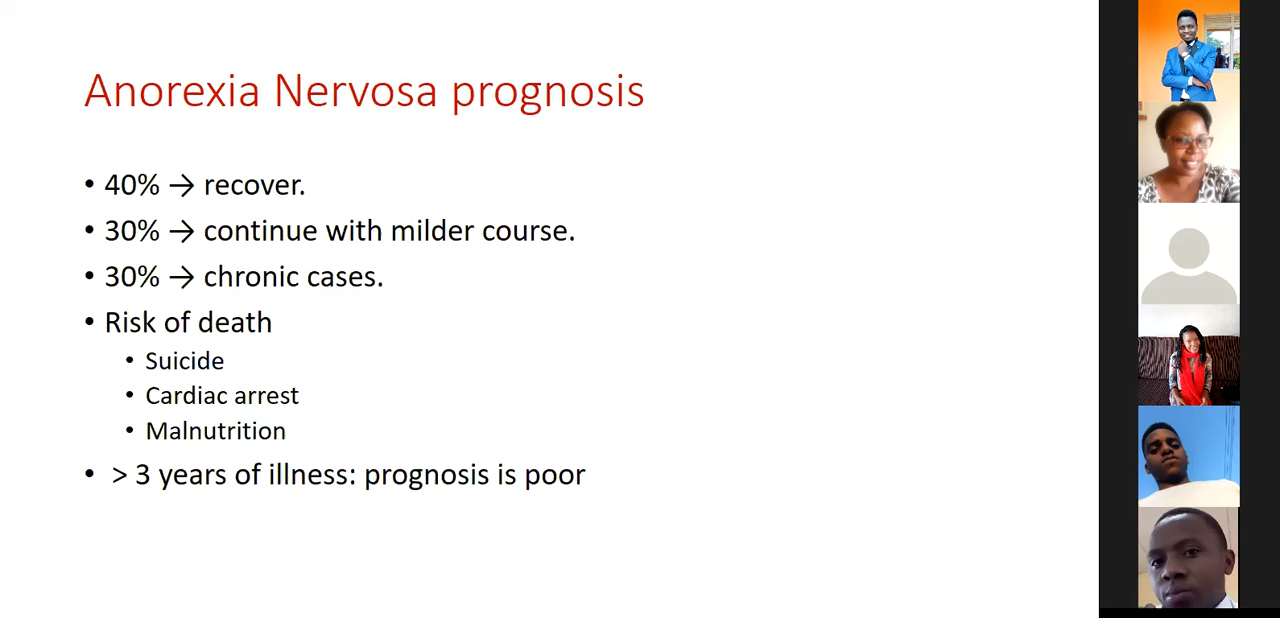 Anorexia Nervosa prognosis
• 40% → recover.
• 30% → continue with milder course.
• 30% → chronic cases.
• Risk of death
• Suicide
• Cardiac arrest
• Malnutrition
• > 3 years of illness: prognosis is poor